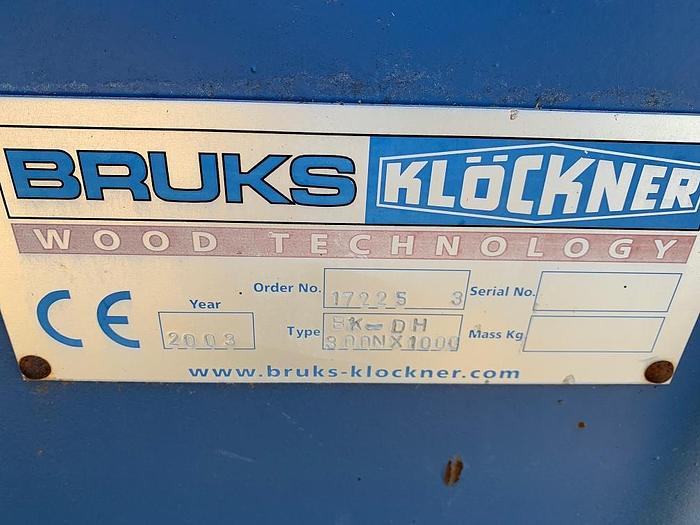 BRUKS KLÖCKNER
WOOD TECHNOLOGY
Order No. 17225 3 Serial No.
CE Year 2003 Type BK-DH Mass Kg
300NX1000
www.bruks-klockner.com